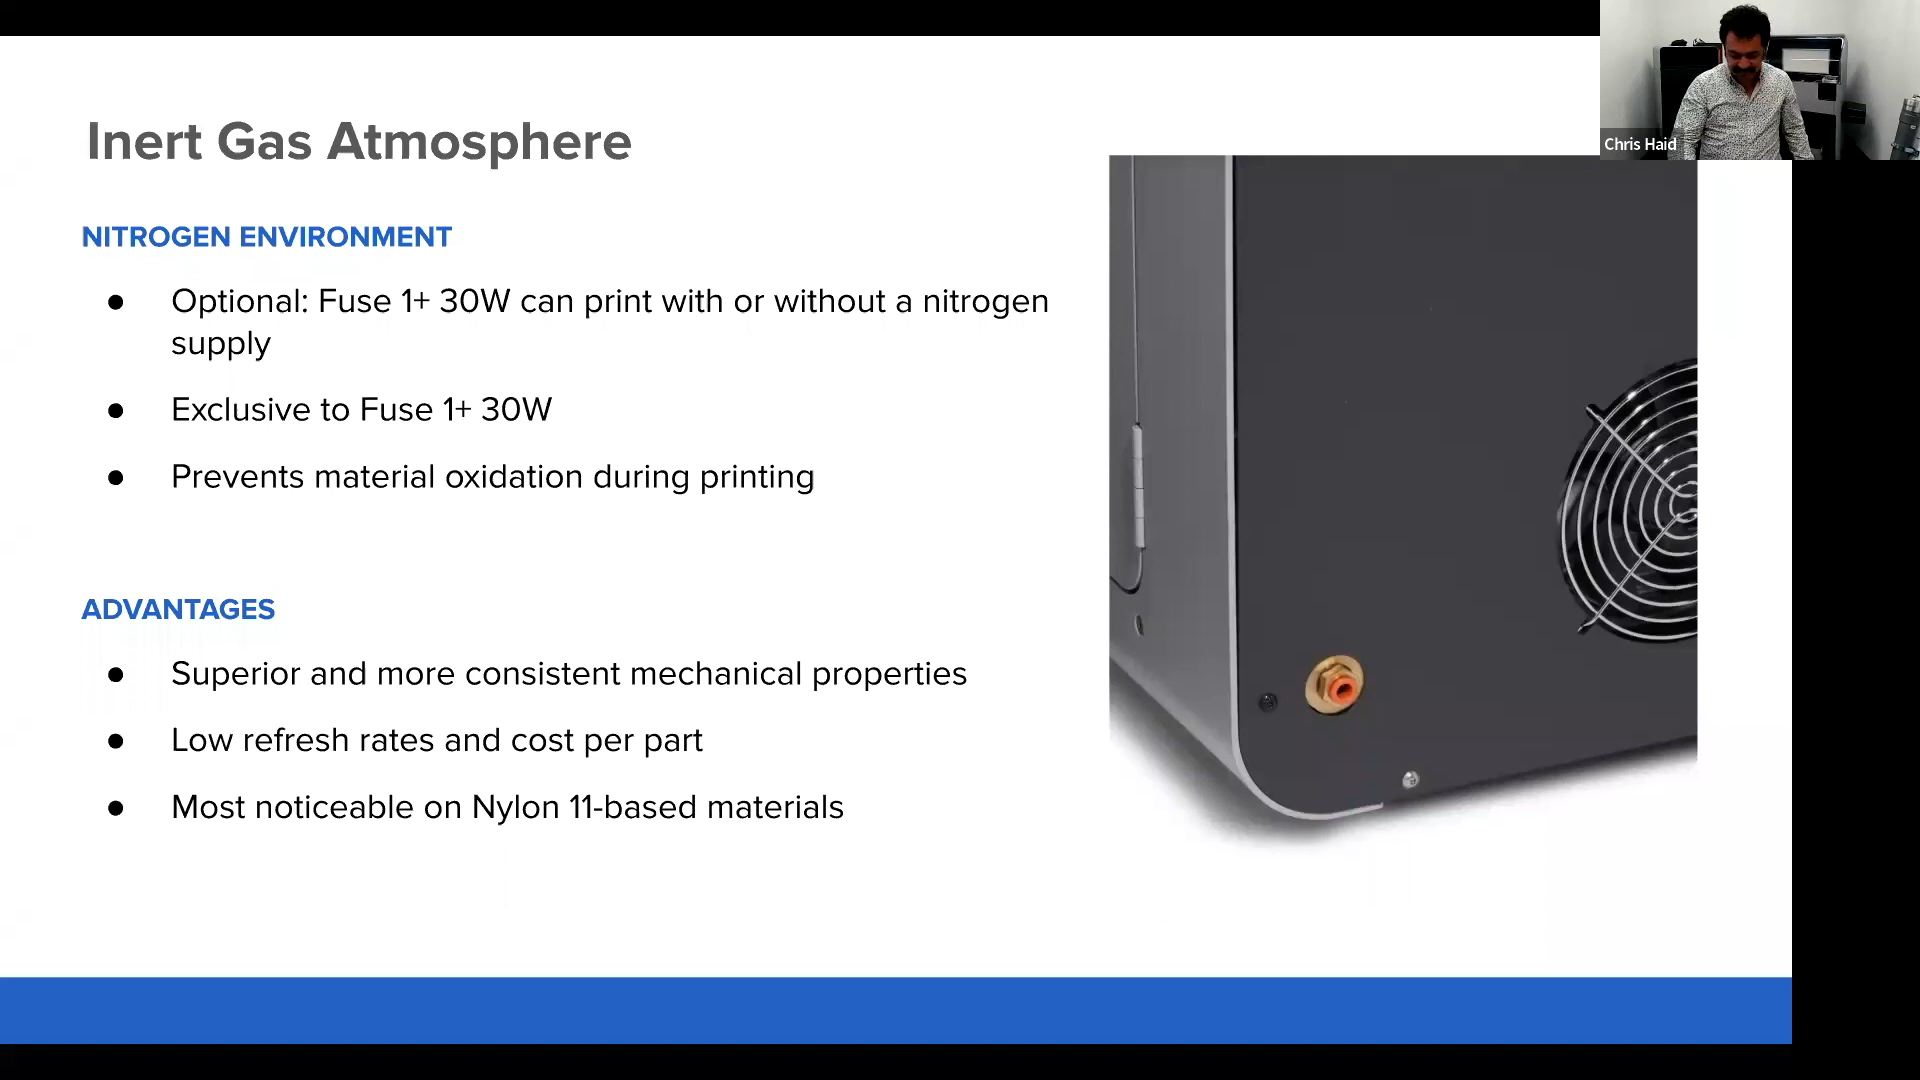 Inert Gas Atmosphere
NITROGEN ENVIRONMENT
● Optional: Fuse 1+ 30W can print with or without a nitrogen
supply
● Exclusive to Fuse 1+ 30W
● Prevents material oxidation during printing
ADVANTAGES
● Superior and more consistent mechanical properties
● Low refresh rates and cost per part
● Most noticeable on Nylon 11-based materials
Chris Haid